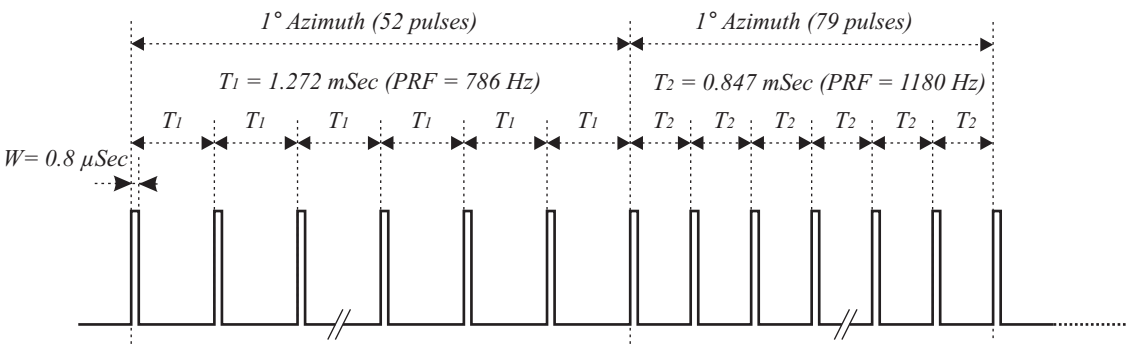 1° Azimuth (52 pulses) 1° Azimuth (79 pulses)
T1 = 1.272 mSec (PRF = 786 Hz) T2 = 0.847 mSec (PRF = 1180 Hz)
T1 T1 T1 T1 T1 T1 T2 T2 T2 T2 T2 T2
W= 0.8 µSec